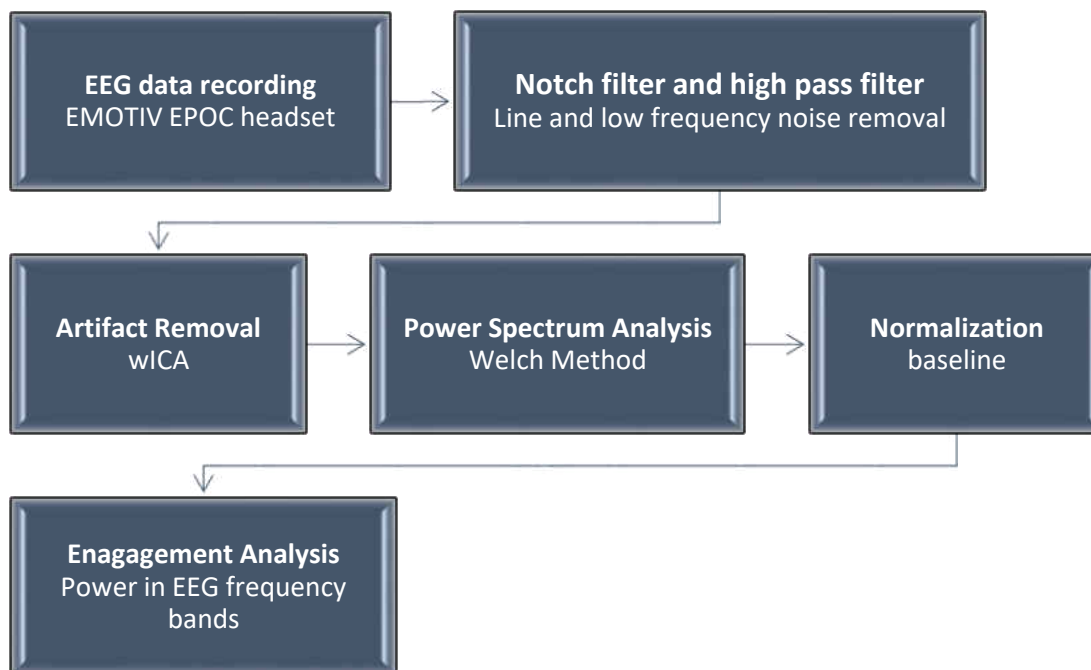 EEG data recording
EMOTIV EPOC headset
Notch filter and high pass filter
Line and low frequency noise removal
Artifact Removal
wICA
Power Spectrum Analysis
Welch Method
Normalization
baseline
Enagagement Analysis
Power in EEG frequency
bands